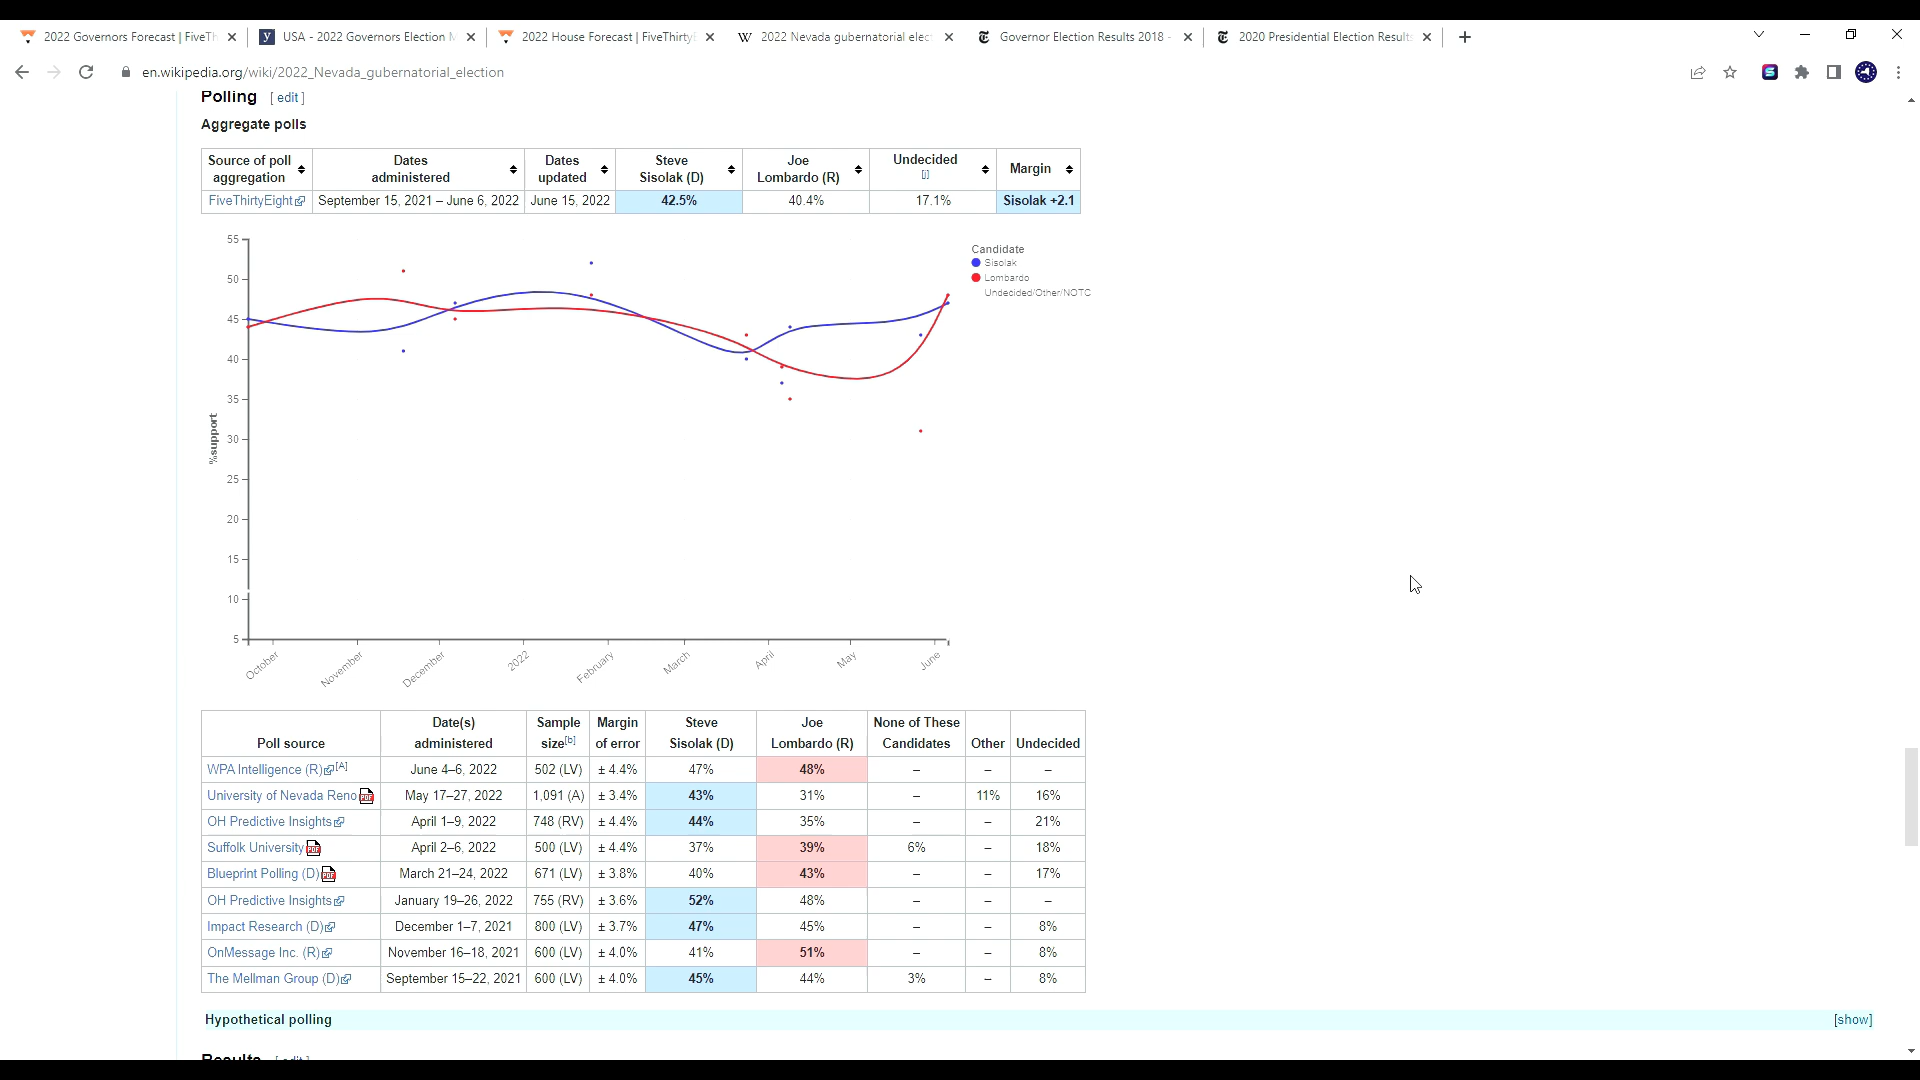 2022 Governors Forecast | FiveTh
USA - 2022 Governors Election M
2022 House Forecast | FiveThirty
W 2022 Nevada gubernatorial elec
Governor Election Results 2018 -
2020 Presidential Election Result
en.wikipedia.org/wiki/2022_Nevada_gubernatorial_election
Polling [ edit ]
Aggregate polls
Source of poll aggregation Dates administered Dates updated Steve Sisolak (D) Joe Lombardo (R) Undecided [j] Margin
FiveThirtyEight September 15, 2021 – June 6, 2022 June 15, 2022 42.5% 40.4% 17.1% Sisolak +2.1
55
50
45
40
35
30
25
20
15
10
5
%support
Candidate
Sisolak
Lombardo
Undecided/Other/NOTC
October November December 2022 February March April May June
Poll source Date(s) administered Sample size[b] Margin of error Steve Sisolak (D) Joe Lombardo (R) None of These Candidates Other Undecided
WPA Intelligence (R)[A] June 4–6, 2022 502 (LV) ± 4.4% 47% 48% – – –
University of Nevada Reno May 17–27, 2022 1,091 (A) ± 3.4% 43% 31% – 11% 16%
OH Predictive Insights April 1–9, 2022 748 (RV) ± 4.4% 44% 35% – – 21%
Suffolk University April 2–6, 2022 500 (LV) ± 4.4% 37% 39% 6% – 18%
Blueprint Polling (D) March 21–24, 2022 671 (LV) ± 3.8% 40% 43% – – 17%
OH Predictive Insights January 19–26, 2022 755 (RV) ± 3.6% 52% 48% – – –
Impact Research (D) December 1–7, 2021 800 (LV) ± 3.7% 47% 45% – – 8%
OnMessage Inc. (R) November 16–18, 2021 600 (LV) ± 4.0% 41% 51% – – 8%
The Mellman Group (D) September 15–22, 2021 600 (LV) ± 4.0% 45% 44% 3% – 8%
Hypothetical polling [show]
Results [ edit ]